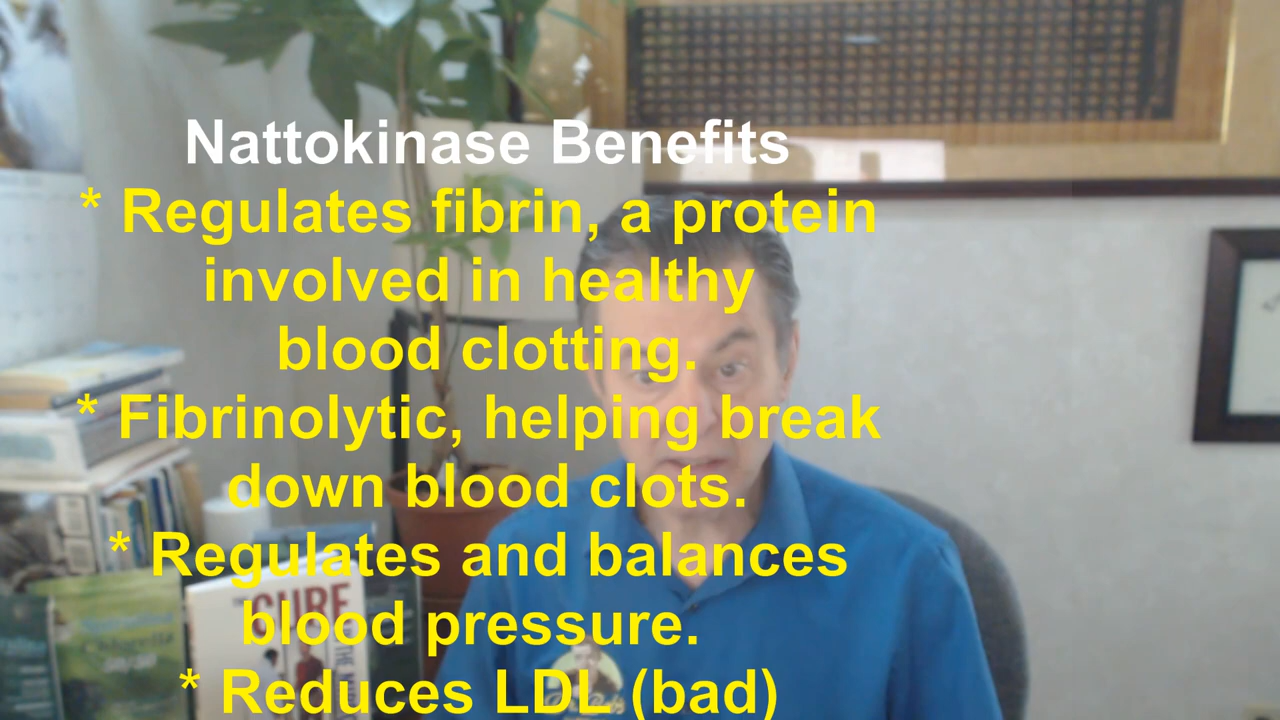 Nattokinase Benefits
* Regulates fibrin, a protein
involved in healthy
blood clotting.
* Fibrinolytic, helping break
down blood clots.
* Regulates and balances
blood pressure.
* Reduces LDL (bad)
CURE